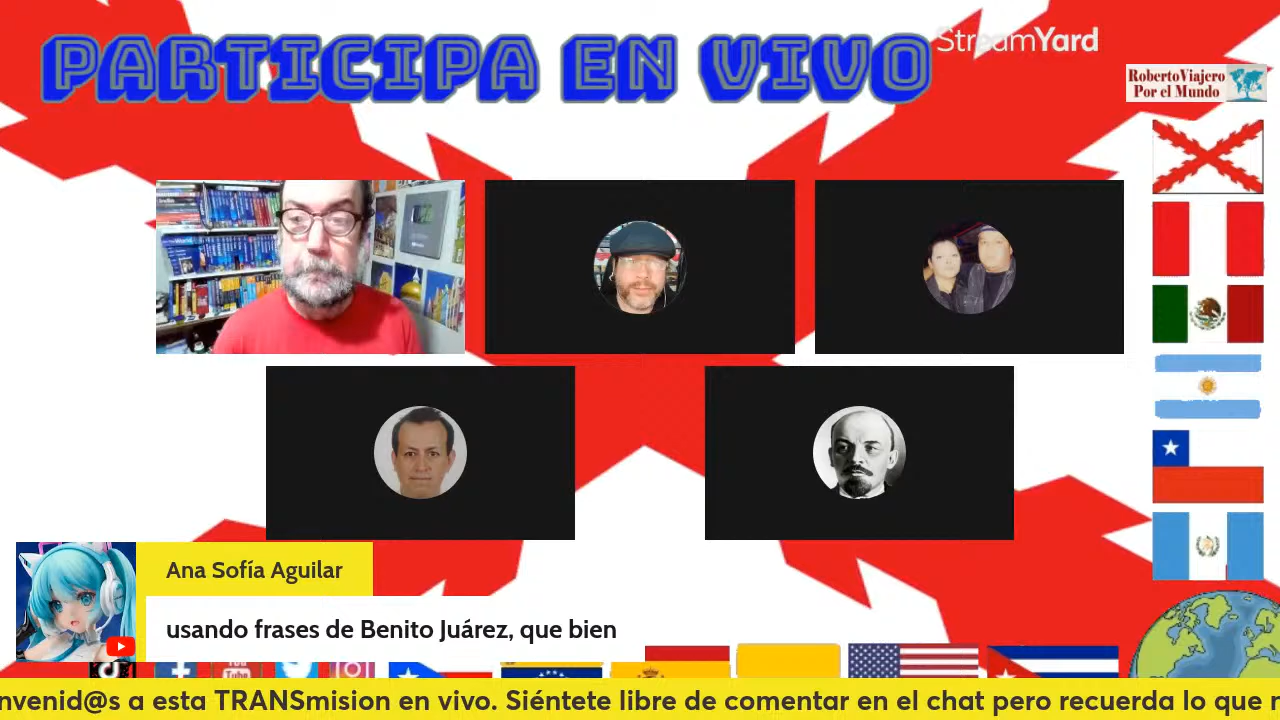 PARTICIPA EN VIVO
StreamYard
RobertoViajero
Por el Mundo
Ana Sofía Aguilar
usando frases de Benito Juárez, que bien
nvenid@s a esta TRANSmision en vivo. Siéntete libre de comentar en el chat pero recuerda lo que